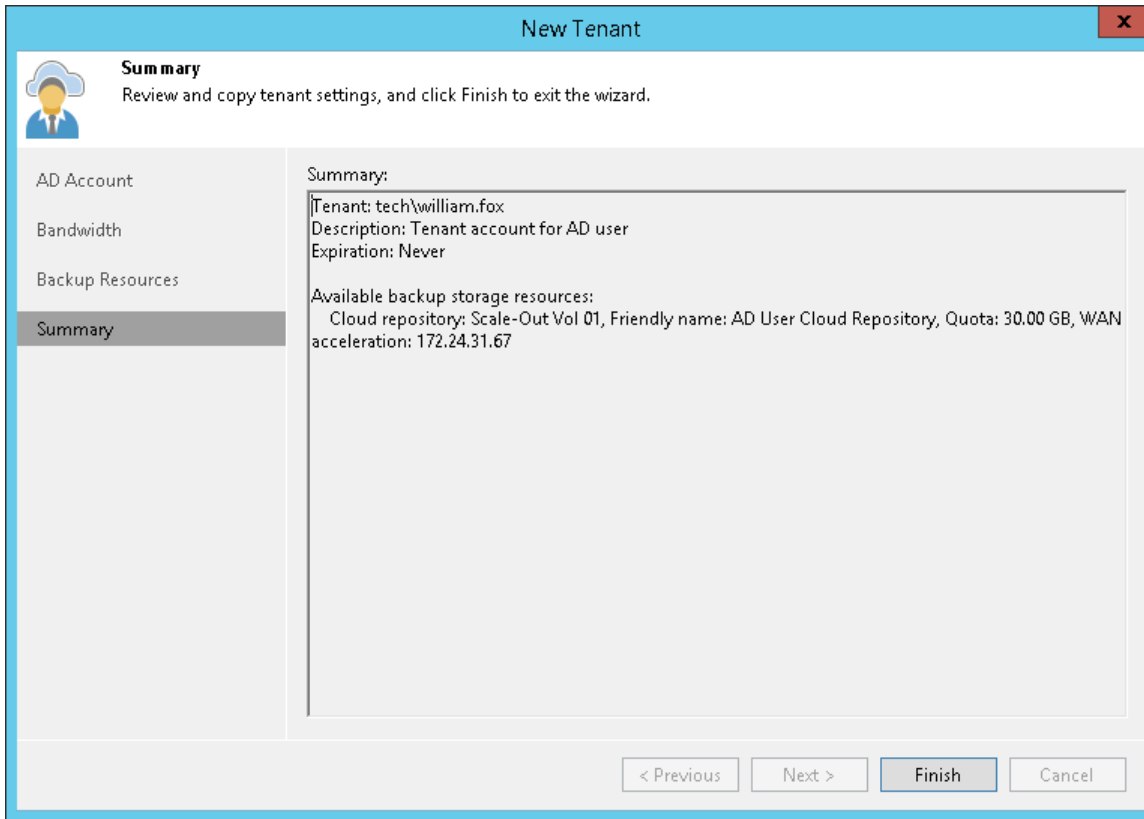 New Tenant
x
Summary
Review and copy tenant settings, and click Finish to exit the wizard.
AD Account
Bandwidth
Backup Resources
Summary
Summary:
Tenant: tech\william.fox
Description: Tenant account for AD user
Expiration: Never
Available backup storage resources:
Cloud repository: Scale-Out Vol 01, Friendly name: AD User Cloud Repository, Quota: 30.00 GB, WAN
acceleration: 172.24.31.67
< Previous
Next >
Finish
Cancel